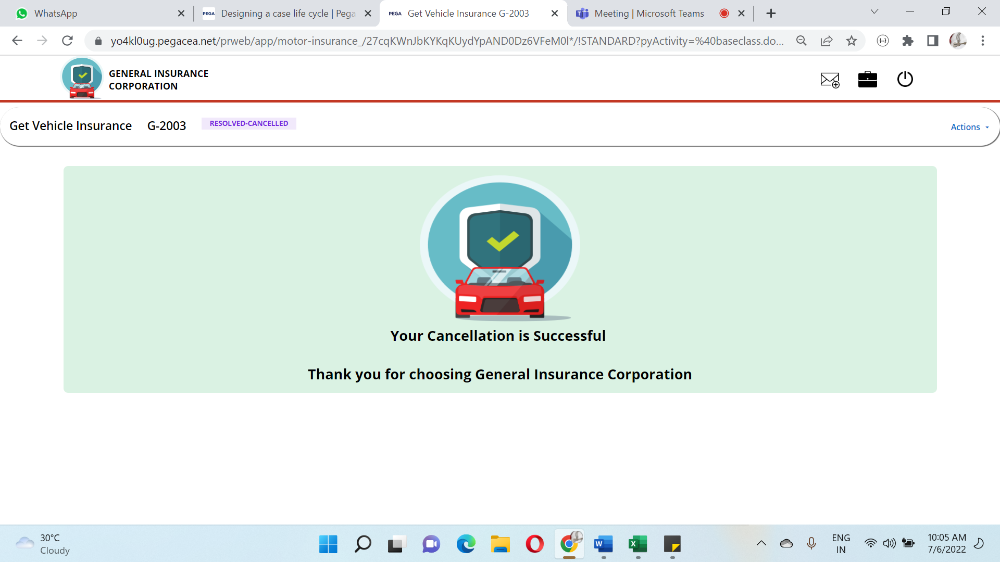 WhatsApp
PEGA Designing a case life cycle | Pega
PEGA Get Vehicle Insurance G-2003
Meeting | Microsoft Teams
yo4kl0ug.pegacea.net/prweb/app/motor-insurance_/27cqKWnJbKYKqKUydYpAND0Dz6VFeM0l*/!STANDARD?pyActivity=%40baseclass.do...
GENERAL INSURANCE
CORPORATION
Get Vehicle Insurance G-2003 RESOLVED-CANCELLED
Actions
Your Cancellation is Successful
Thank you for choosing General Insurance Corporation
30°C
Cloudy
ENG
IN
10:05 AM
7/6/2022